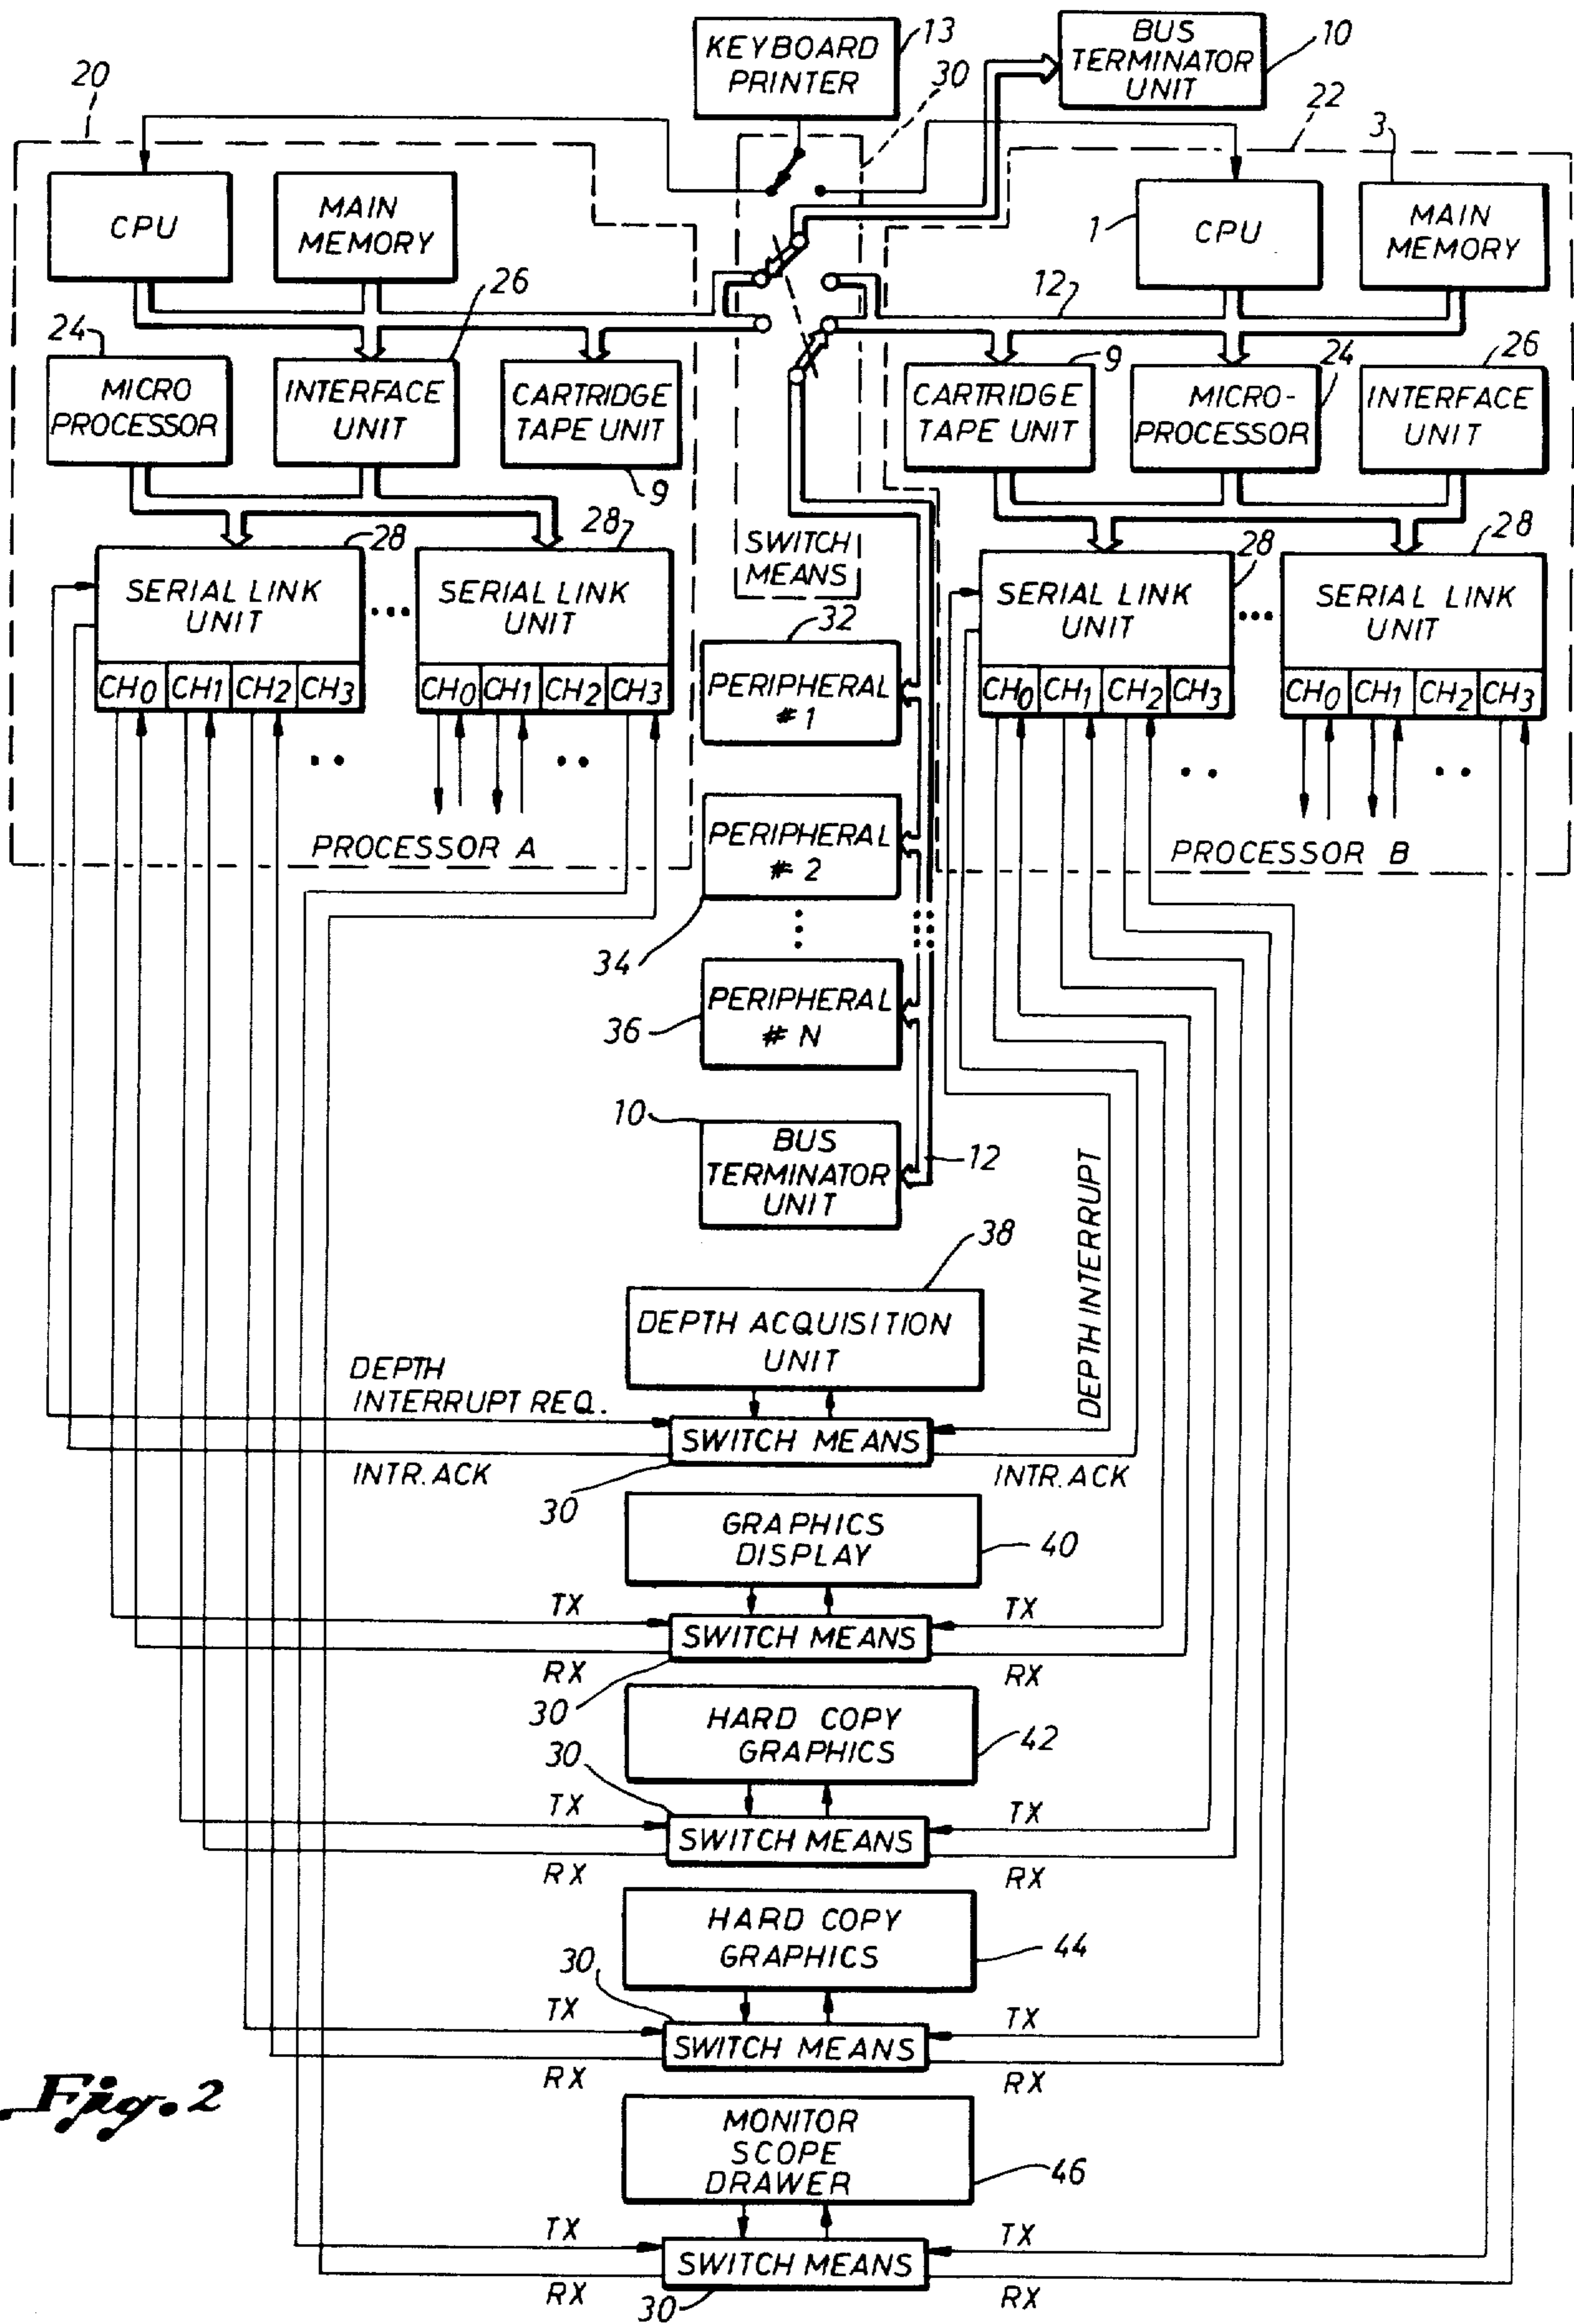 KEYBOARD
PRINTER
13
30
BUS
TERMINATOR
UNIT
10
20
22
3
CPU
MAIN
MEMORY
1
CPU
MAIN
MEMORY
26
12
24
MICRO
PROCESSOR
INTERFACE
UNIT
CARTRIDGE
TAPE UNIT
9
9
CARTRIDGE
TAPE UNIT
24
MICRO-
PROCESSOR
26
INTERFACE
UNIT
SWITCH
MEANS
28
SERIAL LINK
UNIT
CH0 CH1 CH2 CH3
28
SERIAL LINK
UNIT
CH0 CH1 CH2 CH3
28
SERIAL LINK
UNIT
CH0 CH1 CH2 CH3
28
SERIAL LINK
UNIT
CH0 CH1 CH2 CH3
PROCESSOR A
PROCESSOR B
32
PERIPHERAL
# 1
PERIPHERAL
# 2
34
PERIPHERAL
# N
36
10
BUS
TERMINATOR
UNIT
12
38
DEPTH ACQUISITION
UNIT
DEPTH INTERRUPT
DEPTH
INTERRUPT REQ.
SWITCH MEANS
INTR. ACK
INTR. ACK
30
GRAPHICS
DISPLAY
40
TX
TX
SWITCH MEANS
RX
RX
30
HARD COPY
GRAPHICS
42
30
TX
TX
SWITCH MEANS
RX
RX
HARD COPY
GRAPHICS
44
30
TX
TX
SWITCH MEANS
RX
RX
Fig. 2
MONITOR
SCOPE
DRAWER
46
TX
TX
SWITCH MEANS
RX
RX
30